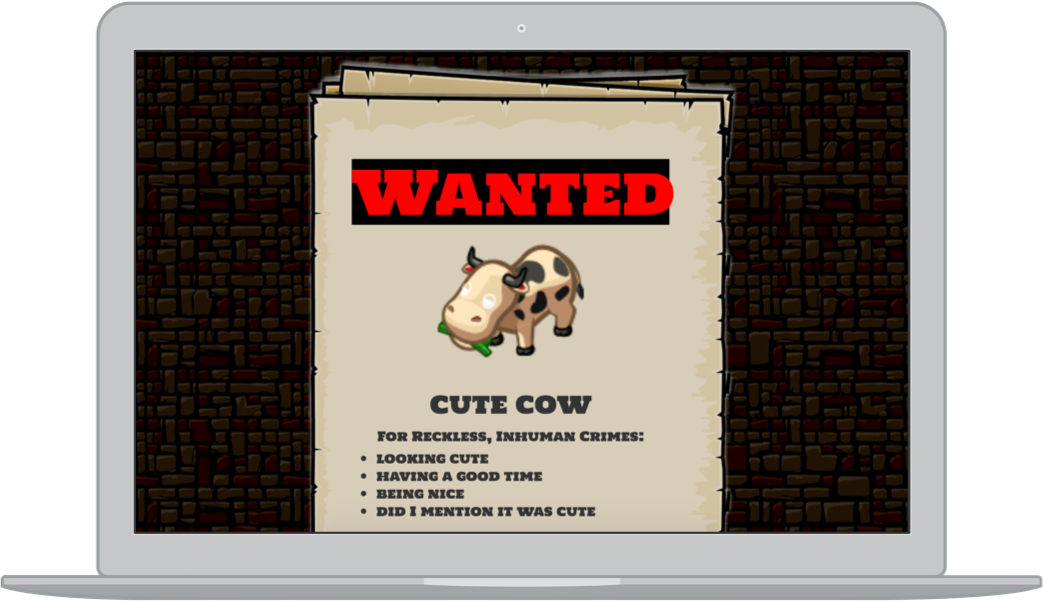 Wanted
CUTE COW
For Reckless, Inhuman Crimes:
• LOOKING CUTE
• HAVING A GOOD TIME
• BEING NICE
• DID I MENTION IT WAS CUTE